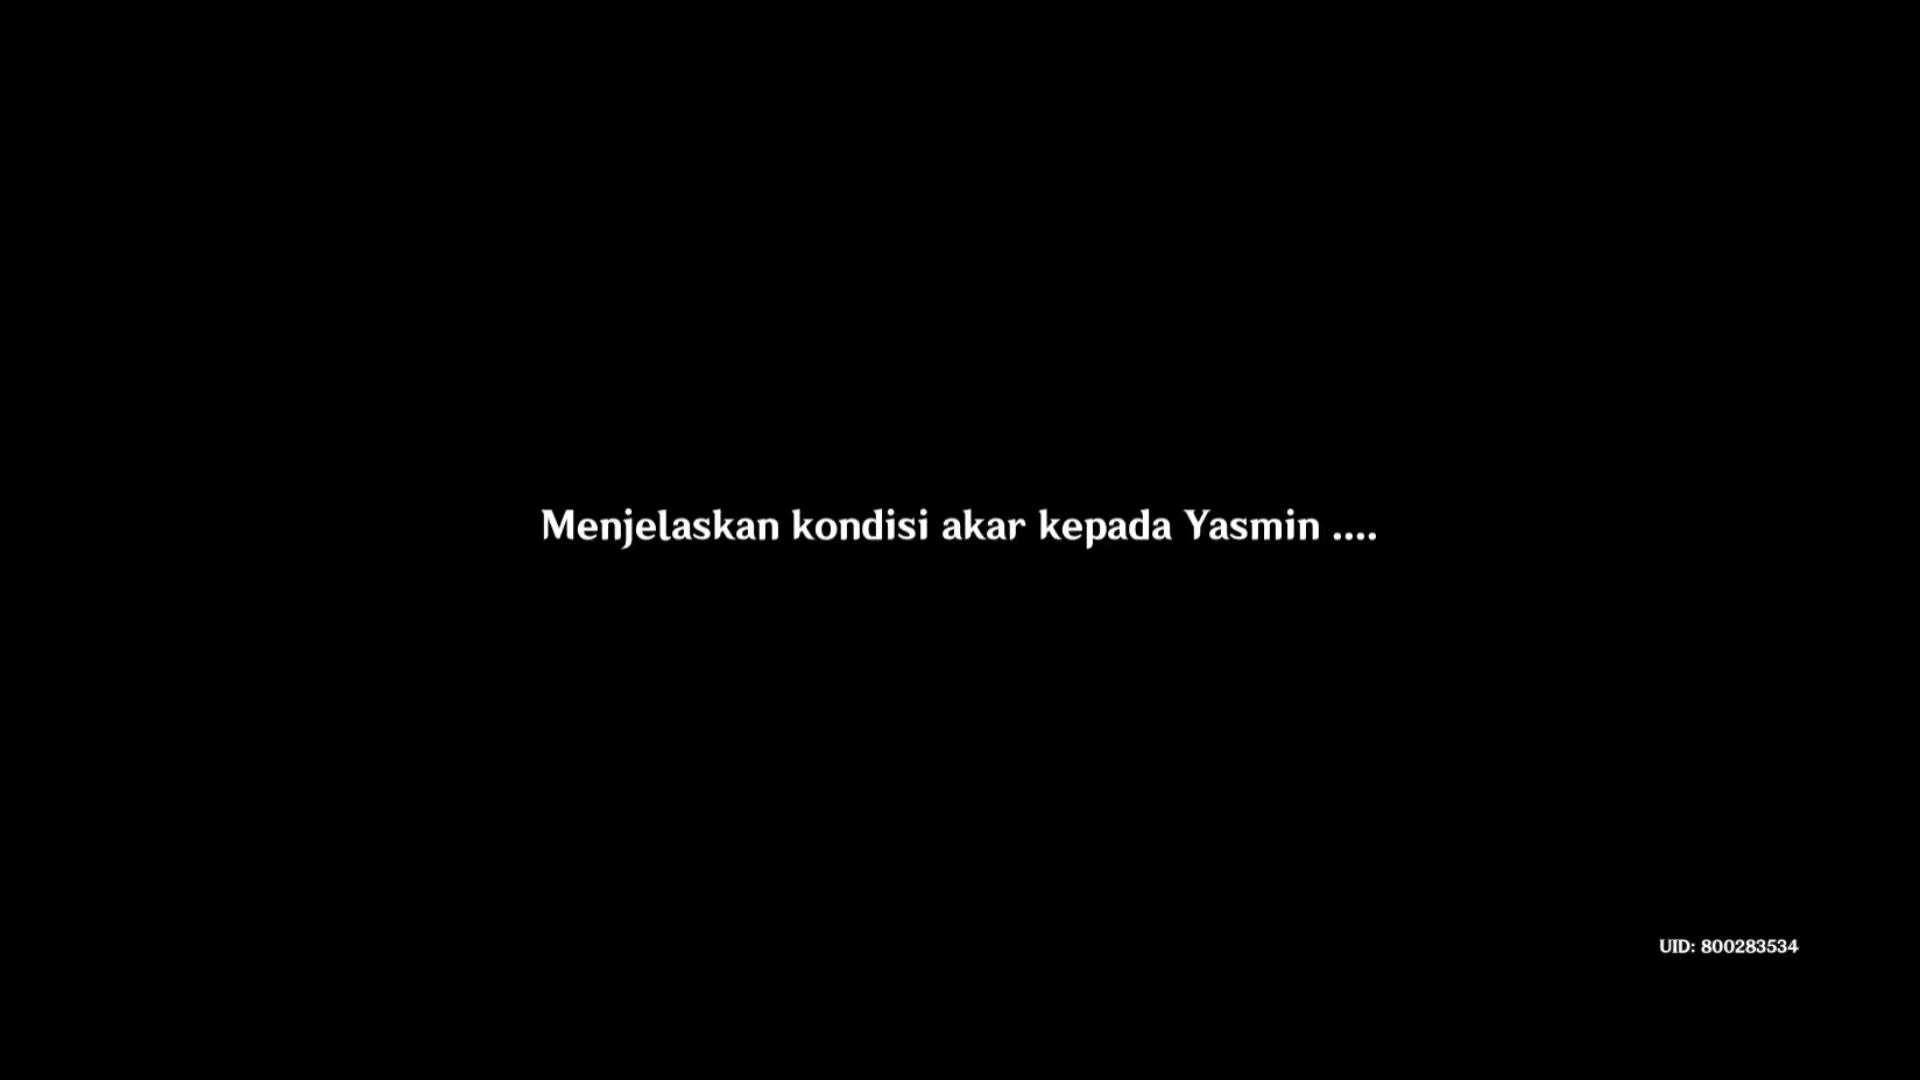 Menjelaskan kondisi akar kepada Yasmin ....
UID: 800283534